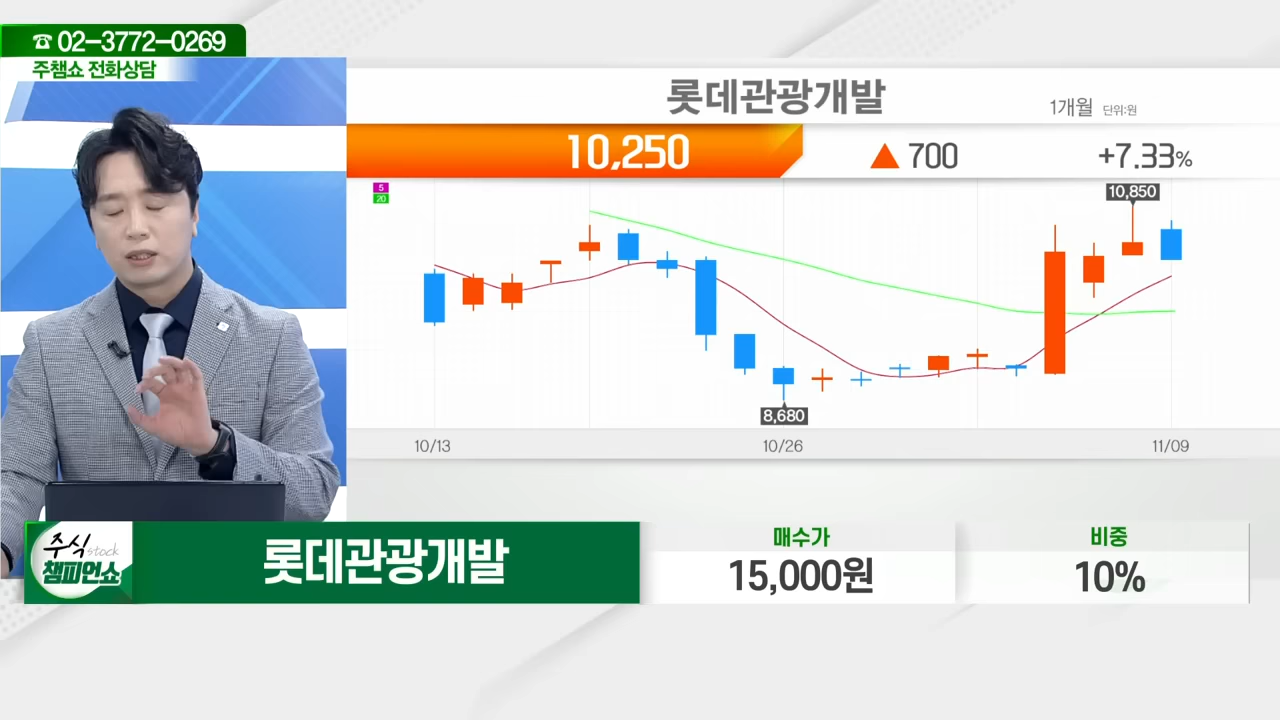 ☎ 02-3772-0269
주챔쇼 전화상담
롯데관광개발
1개월 단위:원
10,250 ▲ 700 +7.33%
5
20
10,850
8,680
10/13 10/26 11/09
주식 stock
챔피언쇼
롯데관광개발
매수가
15,000원
비중
10%